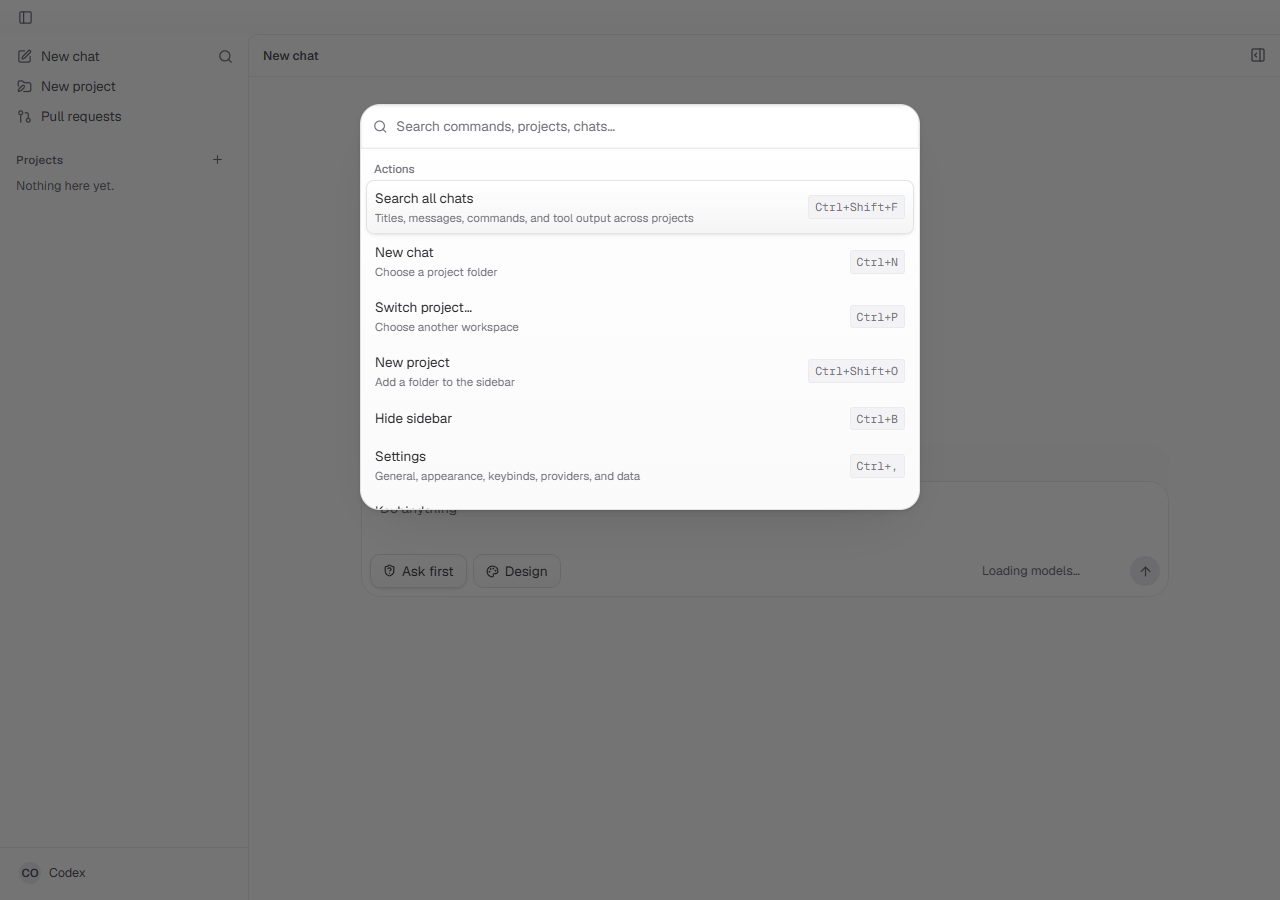 New chat
New project
Pull requests
Projects
Nothing here yet.
CO Codex
New chat
Search commands, projects, chats…
Actions
Search all chats
Ctrl+Shift+F
Titles, messages, commands, and tool output across projects
New chat
Ctrl+N
Choose a project folder
Switch project…
Ctrl+P
Choose another workspace
New project
Ctrl+Shift+O
Add a folder to the sidebar
Hide sidebar
Ctrl+B
Settings
Ctrl+,
General, appearance, keybinds, providers, and data
Do anything
Ask first
Design
Loading models…